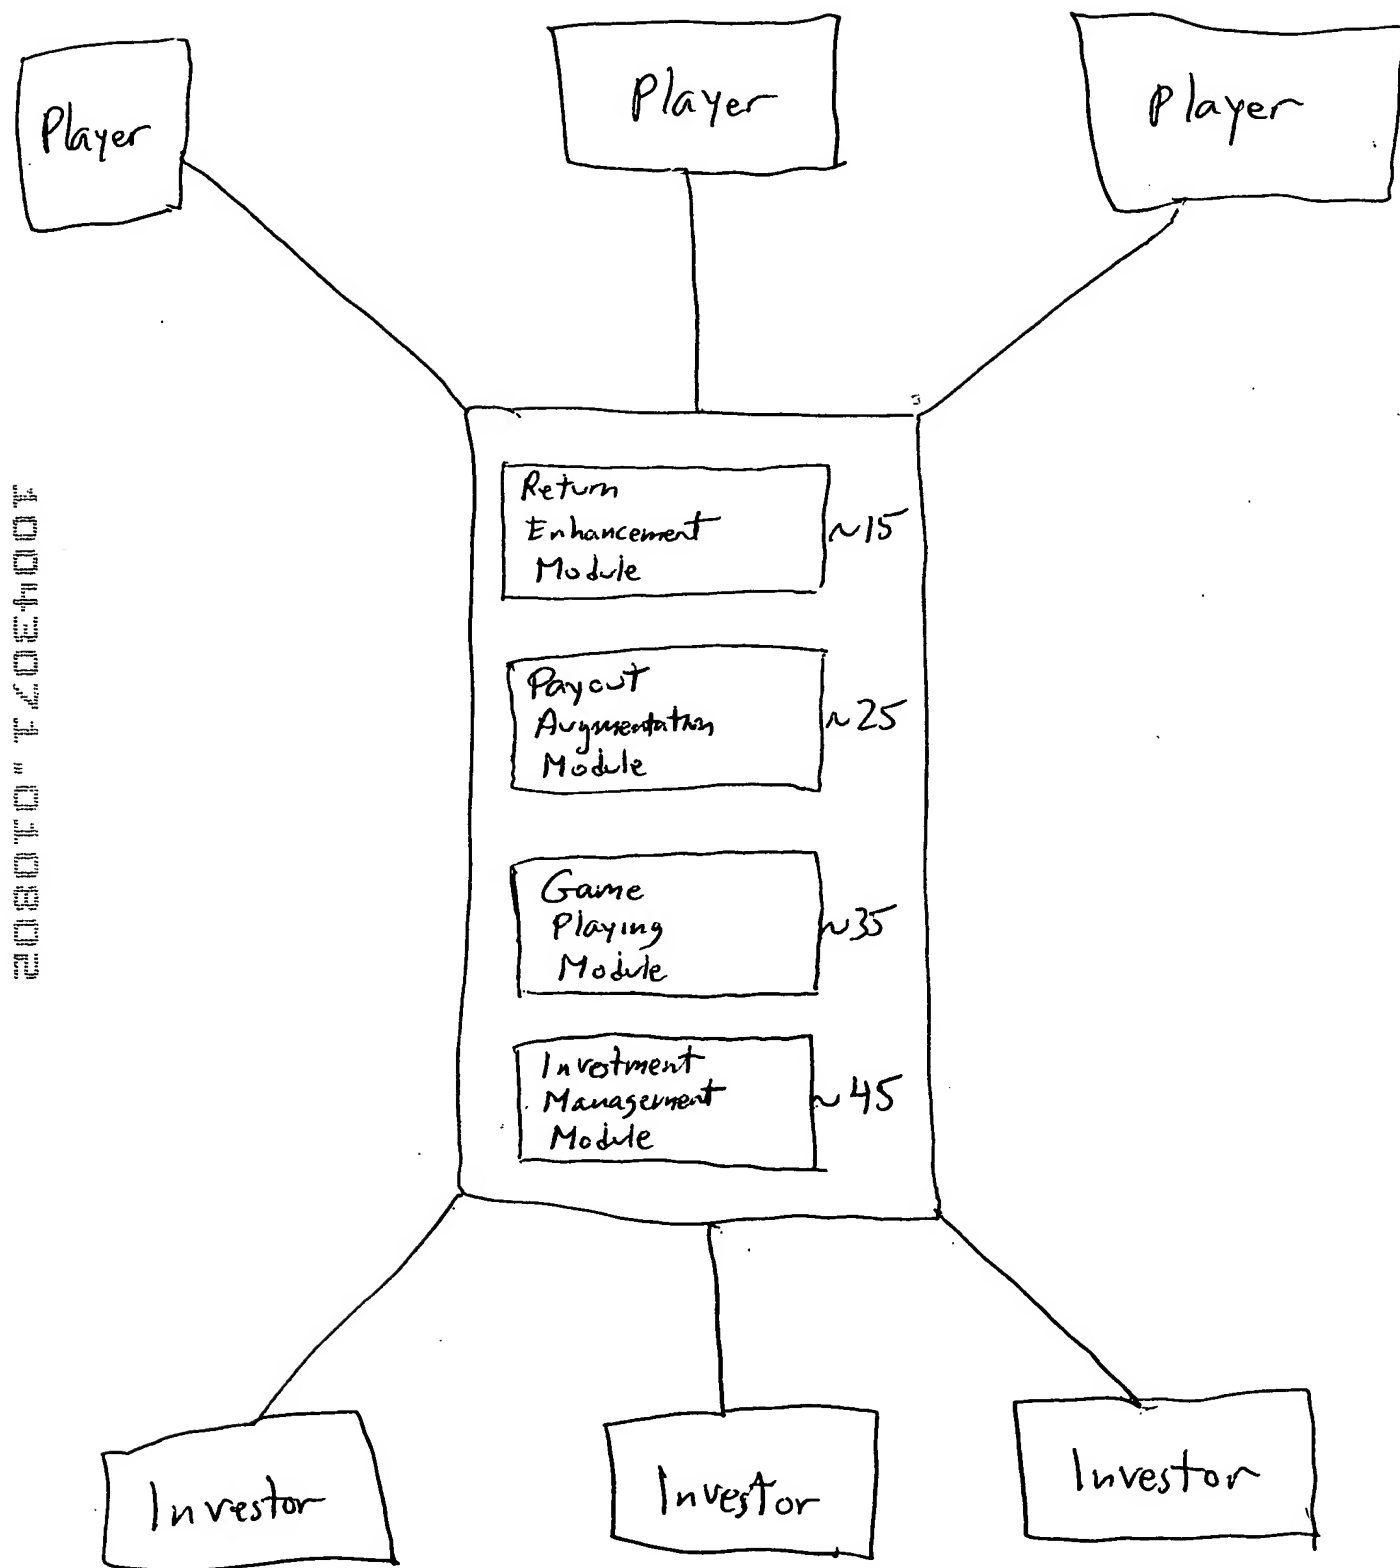 Player
Player
Player
Return
Enhancement
Module
~15
Payout
Augmentation
Module
~25
Game
Playing
Module
~35
Investment
Management
Module
~45
Investor
Investor
Investor
10043071.010802